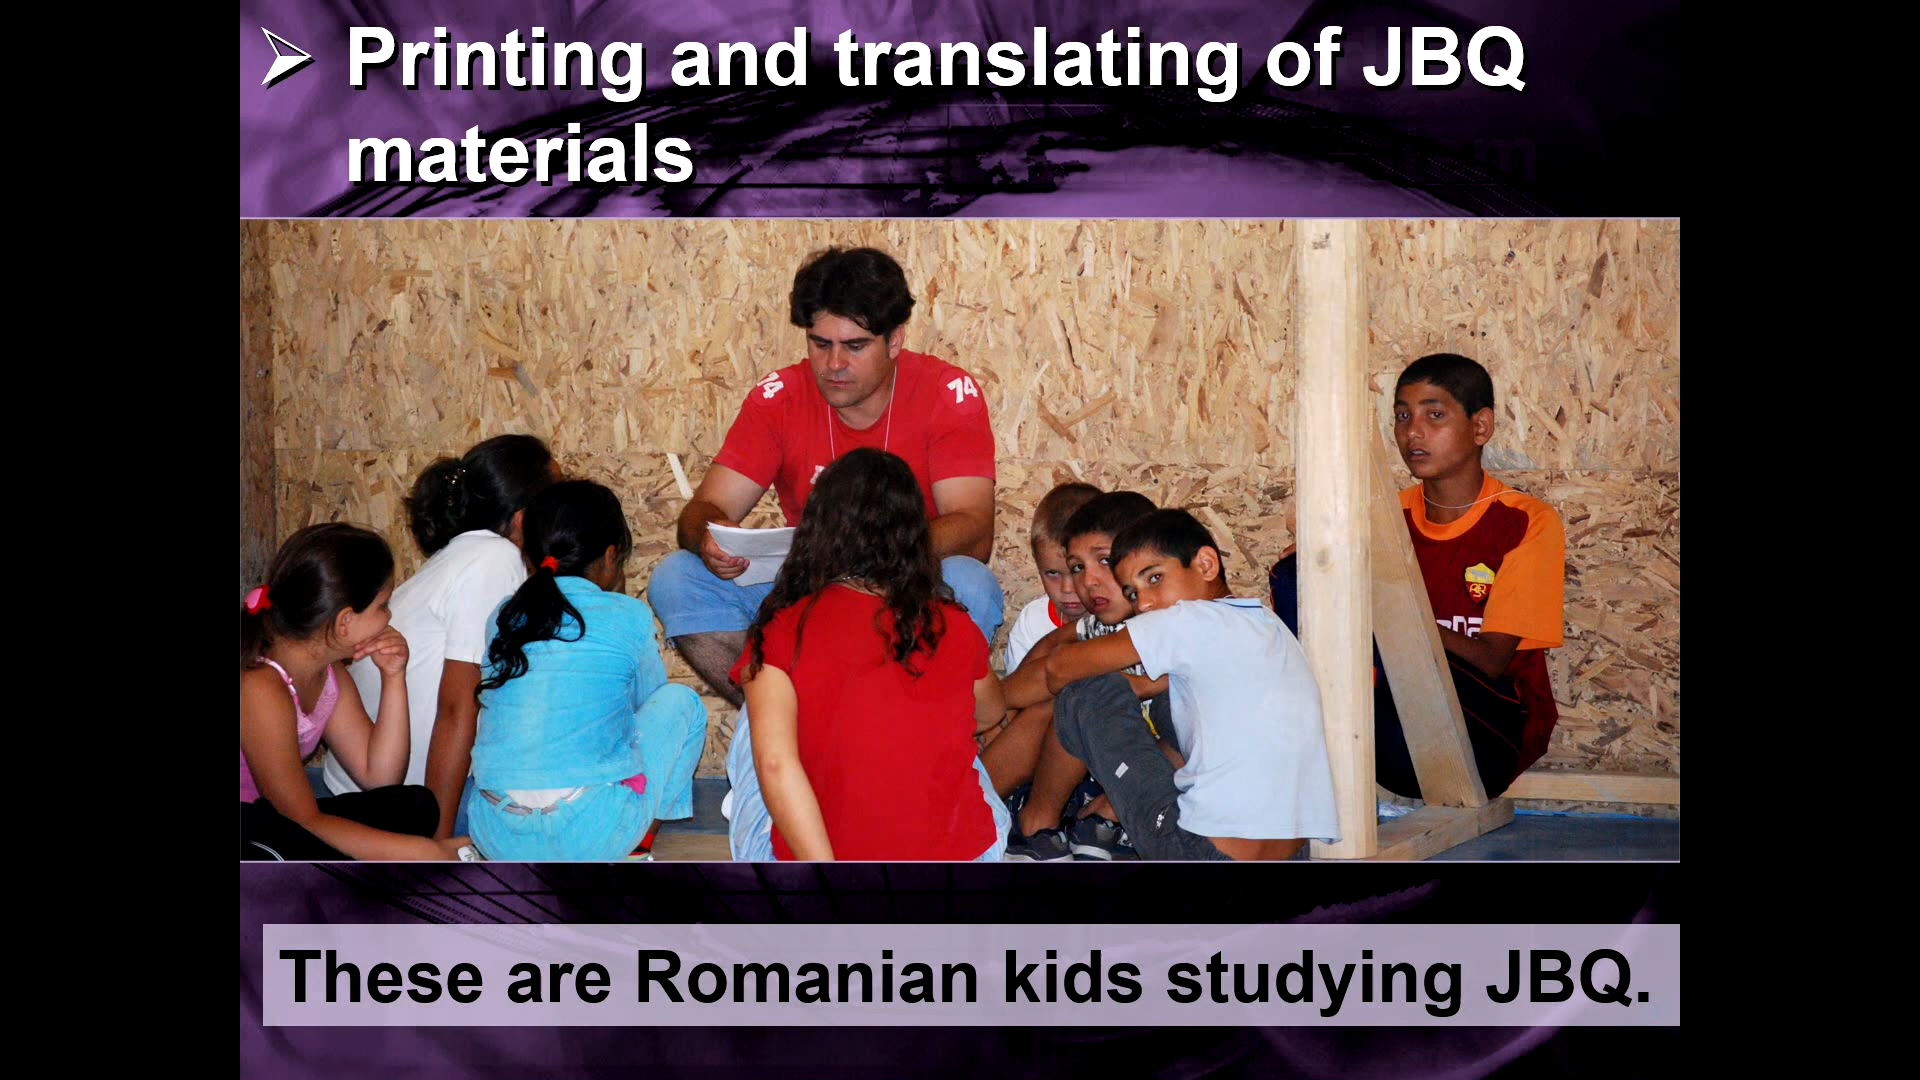 Printing and translating of JBQ
materials
74
74
These are Romanian kids studying JBQ.